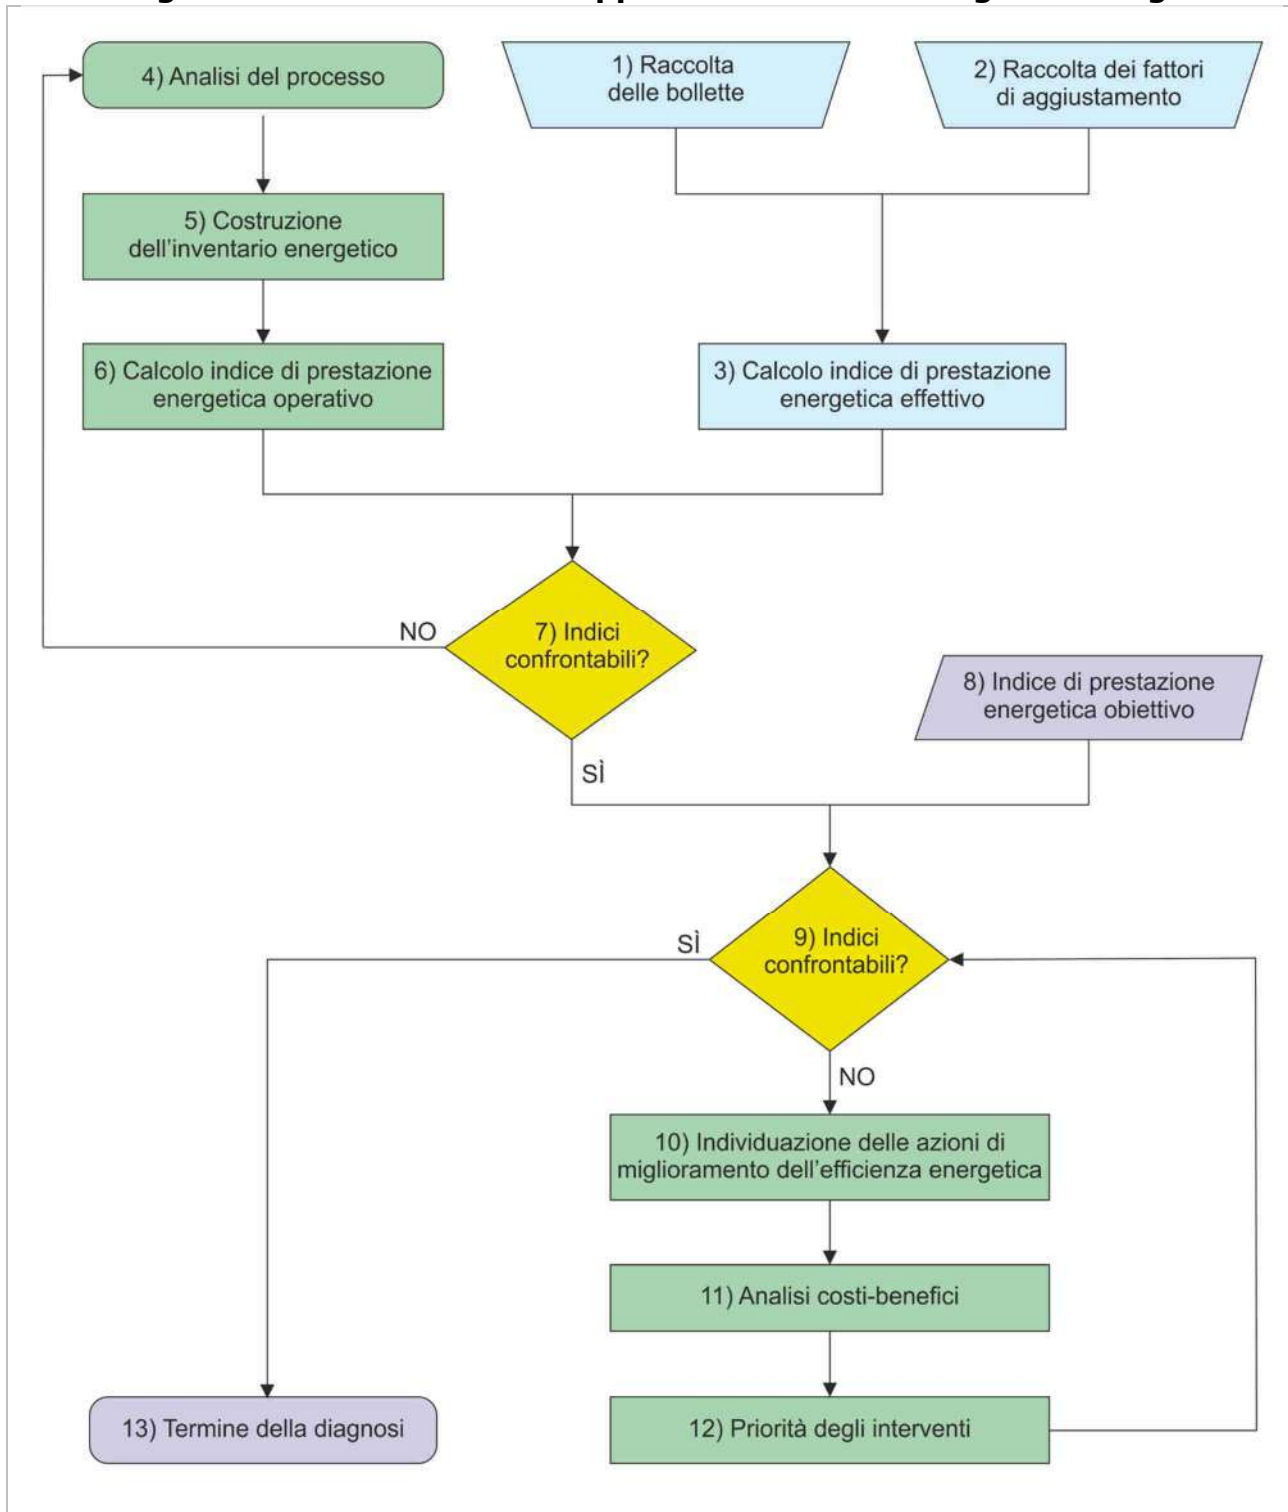 4) Analisi del processo
1) Raccolta
delle bollette
2) Raccolta dei fattori
di aggiustamento
5) Costruzione
dell'inventario energetico
6) Calcolo indice di prestazione
energetica operativo
3) Calcolo indice di prestazione
energetica effettivo
NO
7) Indici
confrontabili?
8) Indice di prestazione
energetica obiettivo
SÌ
SÌ
9) Indici
confrontabili?
NO
10) Individuazione delle azioni di
miglioramento dell'efficienza energetica
11) Analisi costi-benefici
13) Termine della diagnosi
12) Priorità degli interventi